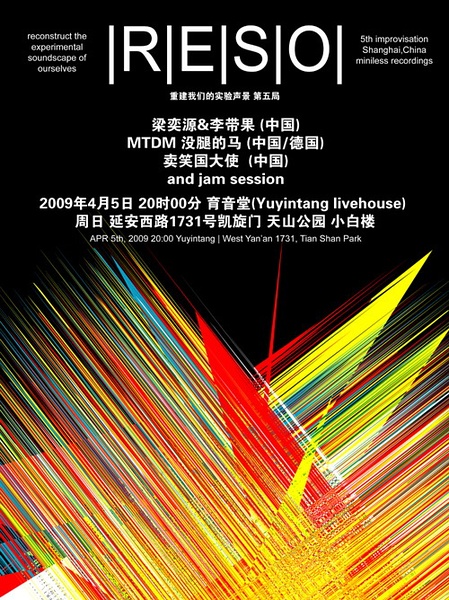 reconstruct the
experimental
soundscape of
ourselves
|R|E|S|O|
5th improvisation
Shanghai,China
miniless recordings
重建我们的实验声景 第五局
梁奕源&李带果 (中国)
MTDM 没腿的马 (中国/德国)
卖笑国大使 (中国)
and jam session
2009年4月5日 20时00分 育音堂(Yuyintang livehouse)
周日 延安西路1731号凯旋门 天山公园 小白楼
APR 5th, 2009 20:00 Yuyintang | West Yan'an 1731, Tian Shan Park